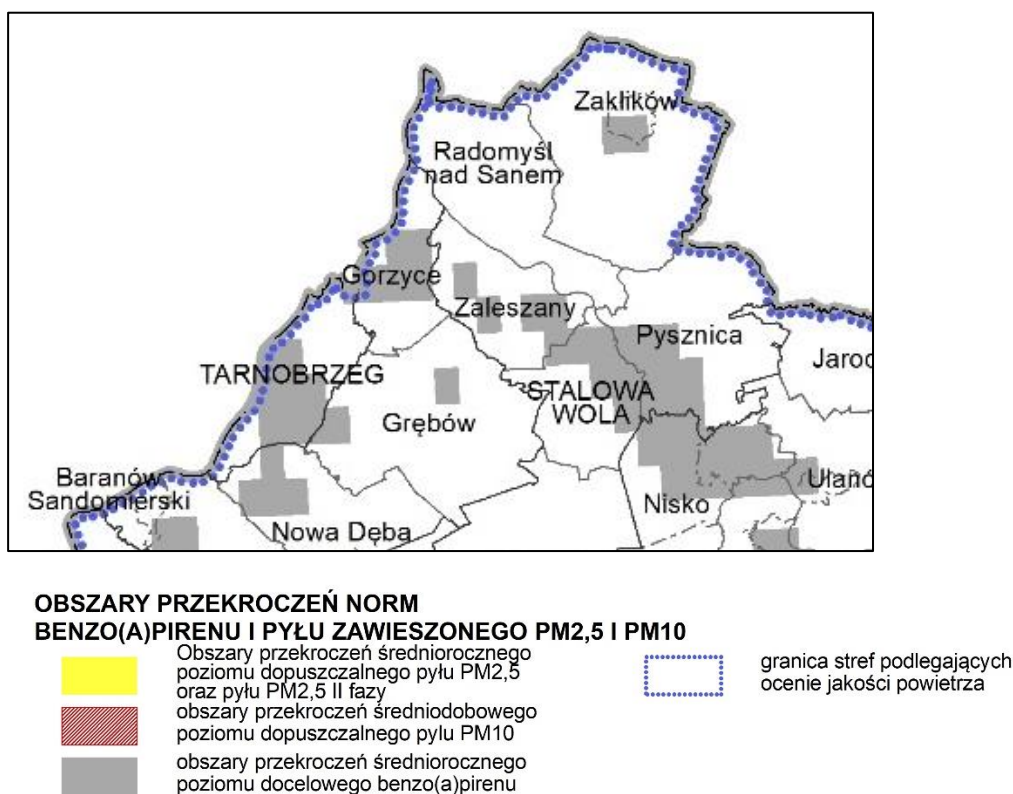 Zaklików
Radomyśl
nad Sanem
Gorzyce
Zaleszany
Pysznica
Jaroc
TARNOBRZEG
STALOWA
WOLA
Grębów
Baranów
Sandomierski
Ulanó
Nisko
Nowa Dęba
OBSZARY PRZEKROCZEŃ NORM
BENZO(A)PIRENU I PYŁU ZAWIESZONEGO PM2,5 I PM10
Obszary przekroczeń średniorocznego
poziomu dopuszczalnego pyłu PM2,5
oraz pyłu PM2,5 II fazy
obszary przekroczeń średniodobowego
poziomu dopuszczalnego pylu PM10
obszary przekroczeń średniorocznego
poziomu docelowego benzo(a)pirenu
granica stref podlegających
ocenie jakości powietrza